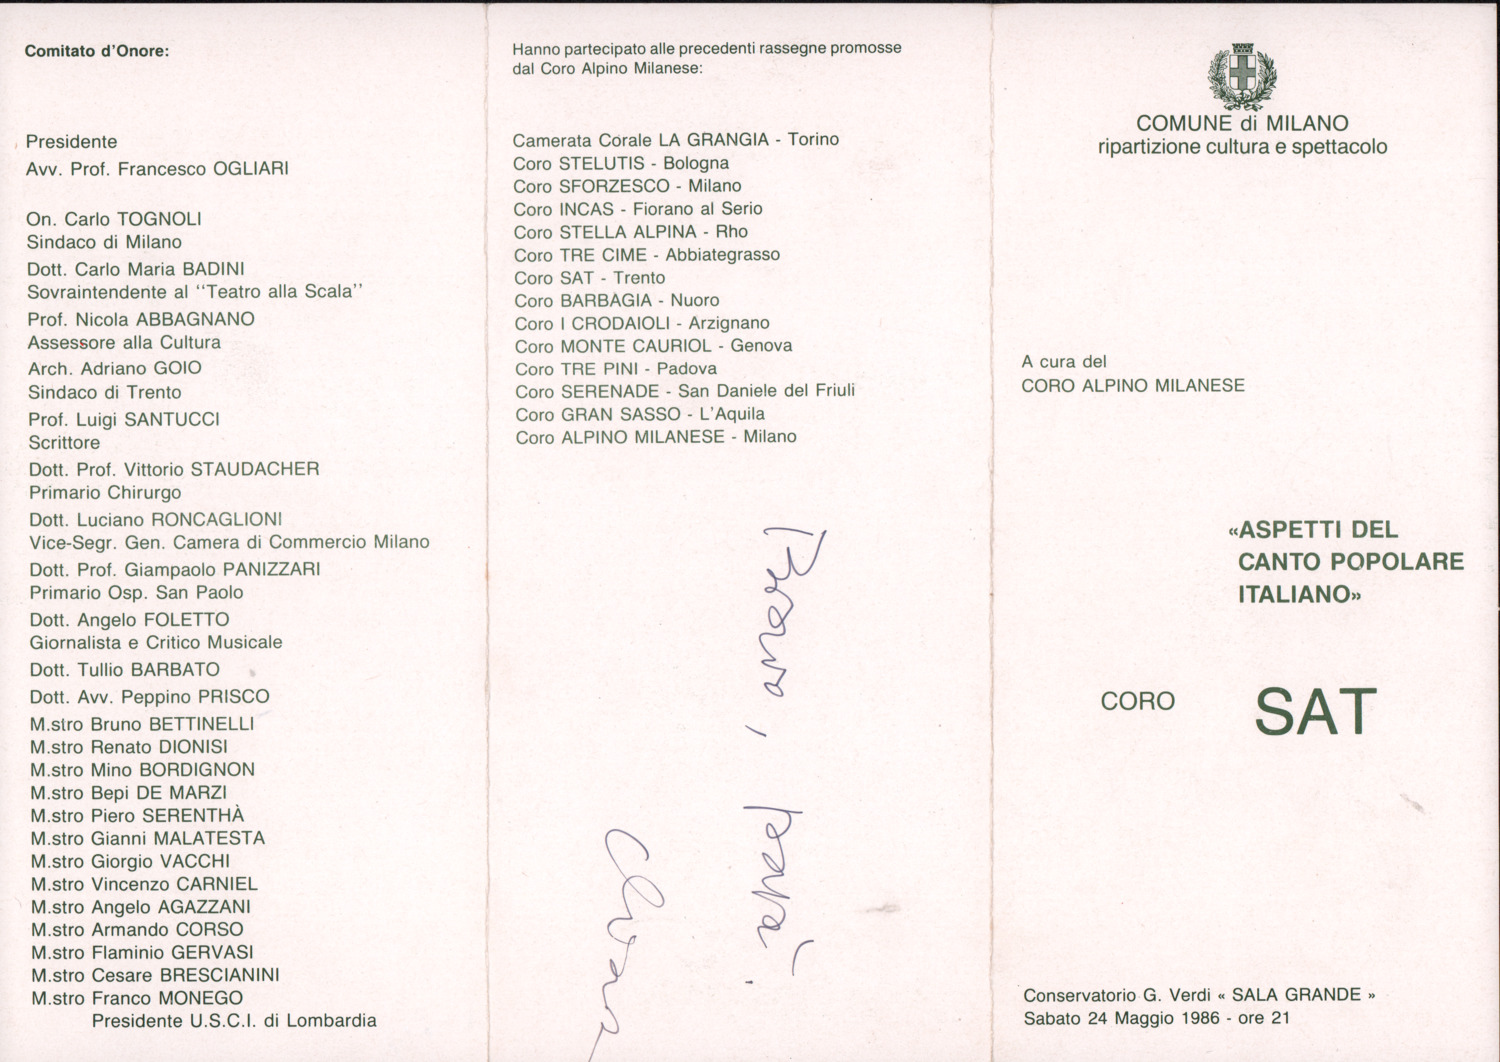 Comitato d'Onore:
Presidente
Avv. Prof. Francesco OGLIARI
On. Carlo TOGNOLI
Sindaco di Milano
Dott. Carlo Maria BADINI
Sovraintendente al ''Teatro alla Scala''
Prof. Nicola ABBAGNANO
Assessore alla Cultura
Arch. Adriano GOIO
Sindaco di Trento
Prof. Luigi SANTUCCI
Scrittore
Dott. Prof. Vittorio STAUDACHER
Primario Chirurgo
Dott. Luciano RONCAGLIONI
Vice-Segr. Gen. Camera di Commercio Milano
Dott. Prof. Giampaolo PANIZZARI
Primario Osp. San Paolo
Dott. Angelo FOLETTO
Giornalista e Critico Musicale
Dott. Tullio BARBATO
Dott. Avv. Peppino PRISCO
M.stro Bruno BETTINELLI
M.stro Renato DIONISI
M.stro Mino BORDIGNON
M.stro Bepi DE MARZI
M.stro Piero SERENTHÀ
M.stro Gianni MALATESTA
M.stro Giorgio VACCHI
M.stro Vincenzo CARNIEL
M.stro Angelo AGAZZANI
M.stro Armando CORSO
M.stro Flaminio GERVASI
M.stro Cesare BRESCIANINI
M.stro Franco MONEGO
Presidente U.S.C.I. di Lombardia
Hanno partecipato alle precedenti rassegne promosse
dal Coro Alpino Milanese:
Camerata Corale LA GRANGIA - Torino
Coro STELUTIS - Bologna
Coro SFORZESCO - Milano
Coro INCAS - Fiorano al Serio
Coro STELLA ALPINA - Rho
Coro TRE CIME - Abbiategrasso
Coro SAT - Trento
Coro BARBAGIA - Nuoro
Coro I CRODAIOLI - Arzignano
Coro MONTE CAURIOL - Genova
Coro TRE PINI - Padova
Coro SERENADE - San Daniele del Friuli
Coro GRAN SASSO - L'Aquila
Coro ALPINO MILANESE - Milano
COMUNE di MILANO
ripartizione cultura e spettacolo
A cura del
CORO ALPINO MILANESE
«ASPETTI DEL
CANTO POPOLARE
ITALIANO»
CORO SAT
Conservatorio G. Verdi « SALA GRANDE »
Sabato 24 Maggio 1986 - ore 21